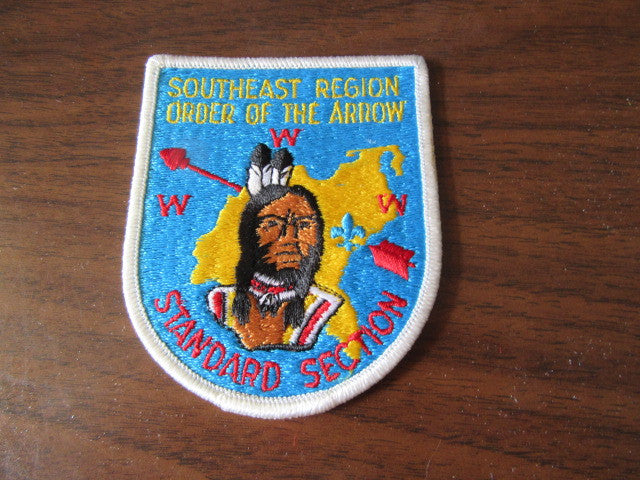 SOUTHEAST REGION
ORDER OF THE ARROW
W
W W
STANDARD SECTION